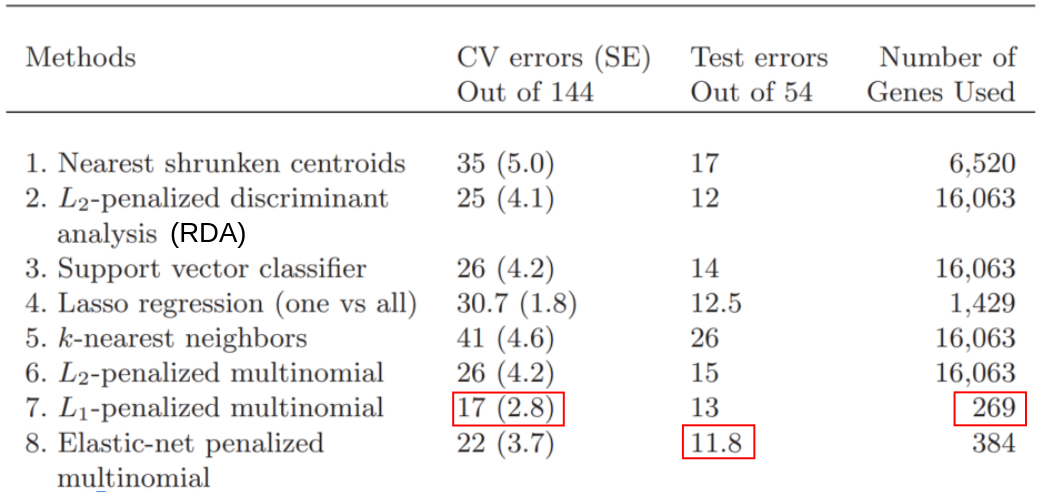 Methods CV errors (SE) Test errors Number of
Out of 144 Out of 54 Genes Used
1. Nearest shrunken centroids 35 (5.0) 17 6,520
2. L₂-penalized discriminant 25 (4.1) 12 16,063
analysis (RDA)
3. Support vector classifier 26 (4.2) 14 16,063
4. Lasso regression (one vs all) 30.7 (1.8) 12.5 1,429
5. k-nearest neighbors 41 (4.6) 26 16,063
6. L₂-penalized multinomial 26 (4.2) 15 16,063
7. L₁-penalized multinomial 17 (2.8) 13 269
8. Elastic-net penalized 22 (3.7) 11.8 384
multinomial